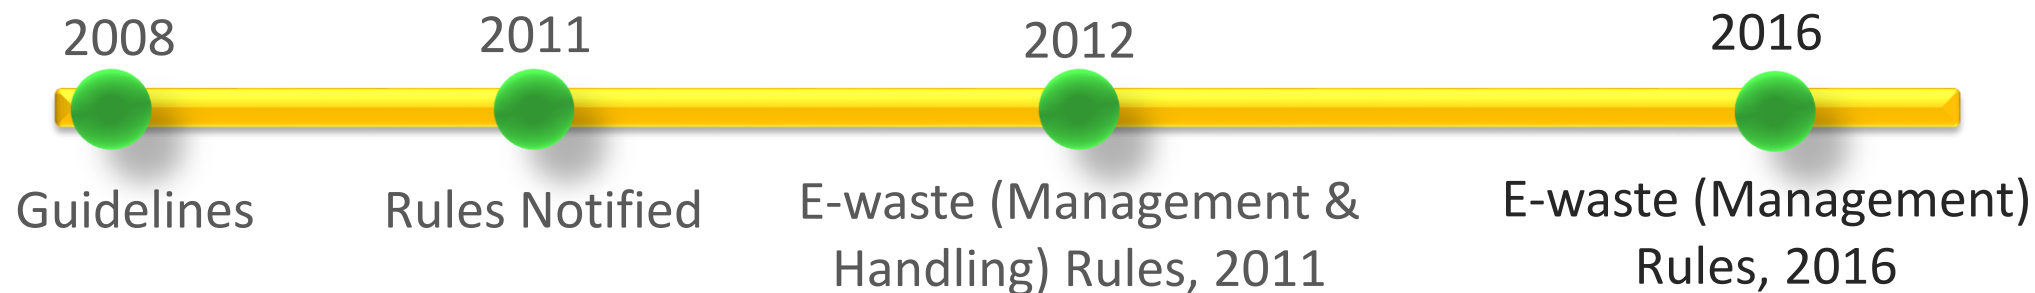 2008
2011
2012
2016
Guidelines
Rules Notified
E-waste (Management &
Handling) Rules, 2011
E-waste (Management)
Rules, 2016